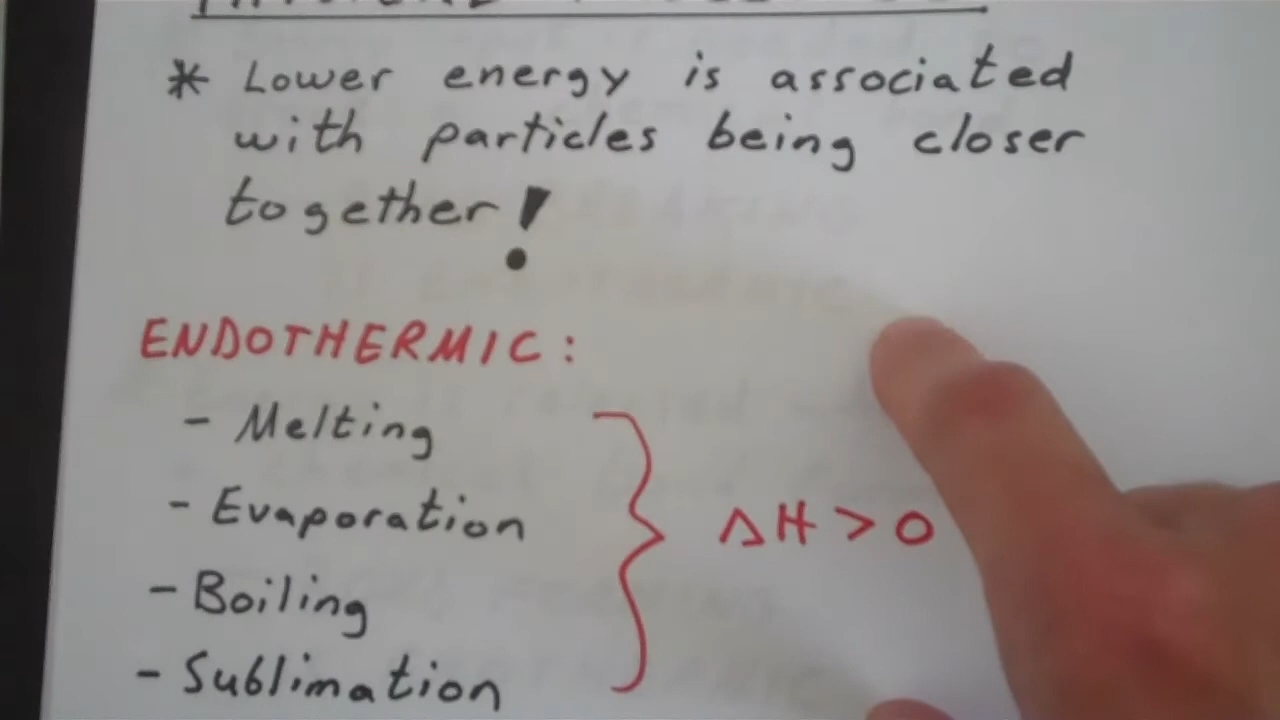 * Lower energy is associated
with particles being closer
together!
ENDOTHERMIC:
- Melting
- Evaporation
- Boiling
- Sublimation
ΔH > 0